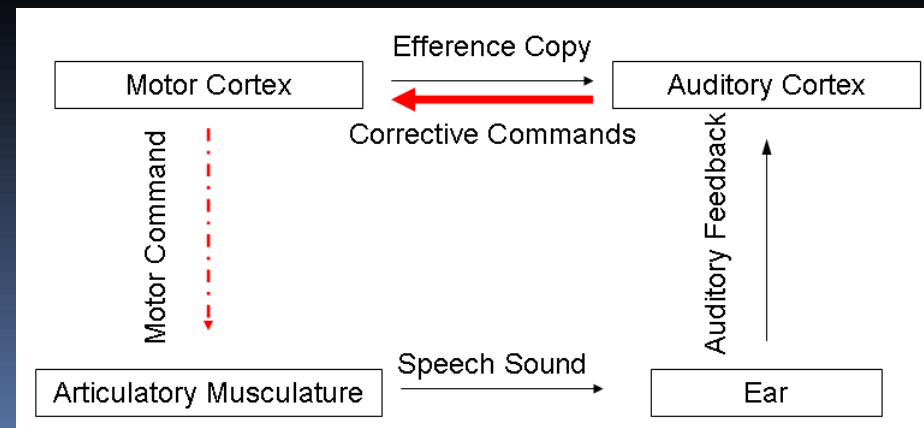 Efference Copy
Motor Cortex
Auditory Cortex
Corrective Commands
Motor Command
Auditory Feedback
Speech Sound
Articulatory Musculature
Ear